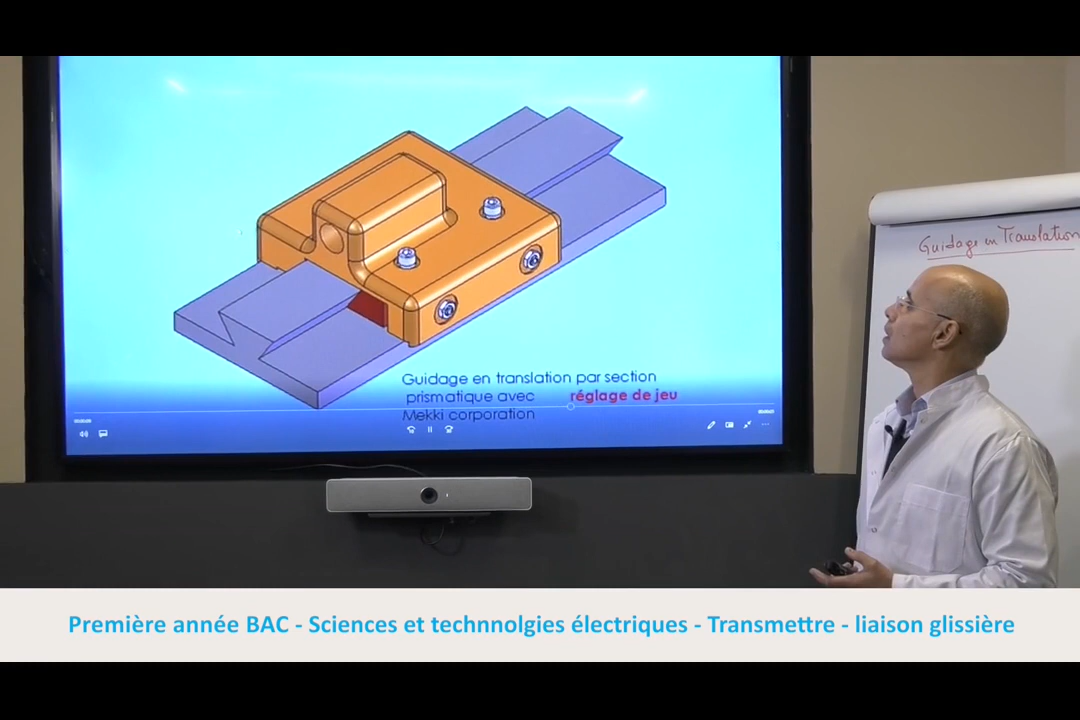 Guidage en Translation
Guidage en translation par section
prismatique avec réglage de jeu
Mekki corporation
Première année BAC - Sciences et technnolgies électriques - Transmettre - liaison glissière